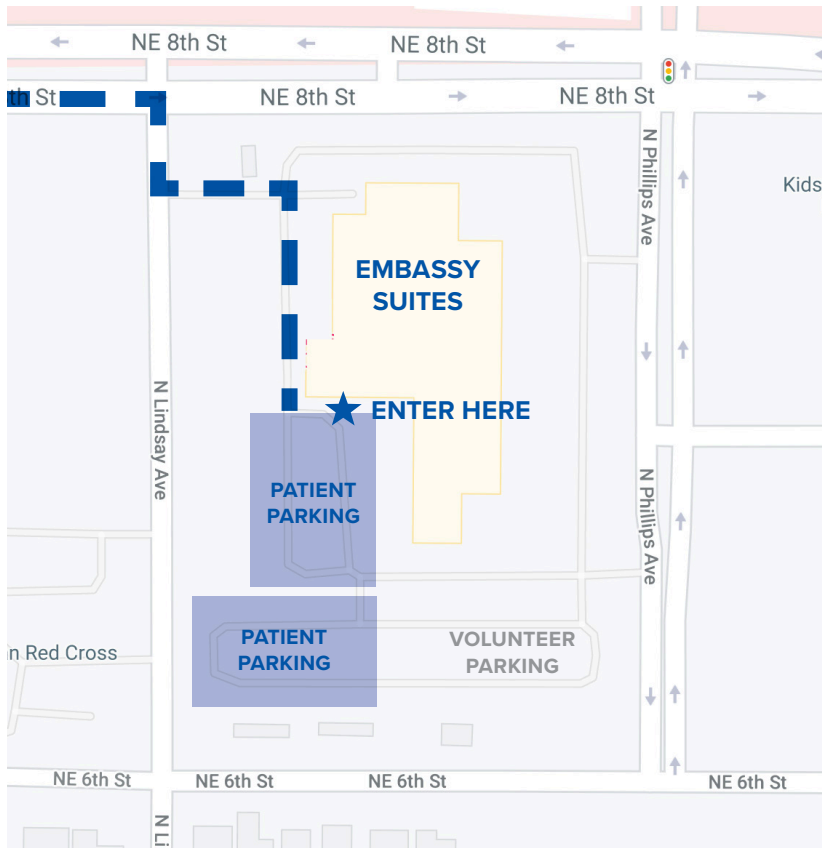 NE 8th St
NE 8th St
th St
NE 8th St
NE 8th St
N Phillips Ave
Kids
EMBASSY
SUITES
N Lindsay Ave
ENTER HERE
PATIENT
PARKING
N Phillips Ave
PATIENT
PARKING
VOLUNTEER
PARKING
in Red Cross
NE 6th St
NE 6th St
NE 6th St
NE 6th St
N Li